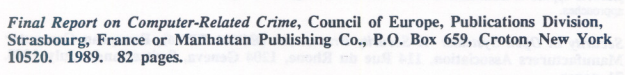 Final Report on Computer-Related Crime, Council of Europe, Publications Division,
Strasbourg, France or Manhattan Publishing Co., P.O. Box 659, Croton, New York
10520. 1989. 82 pages.